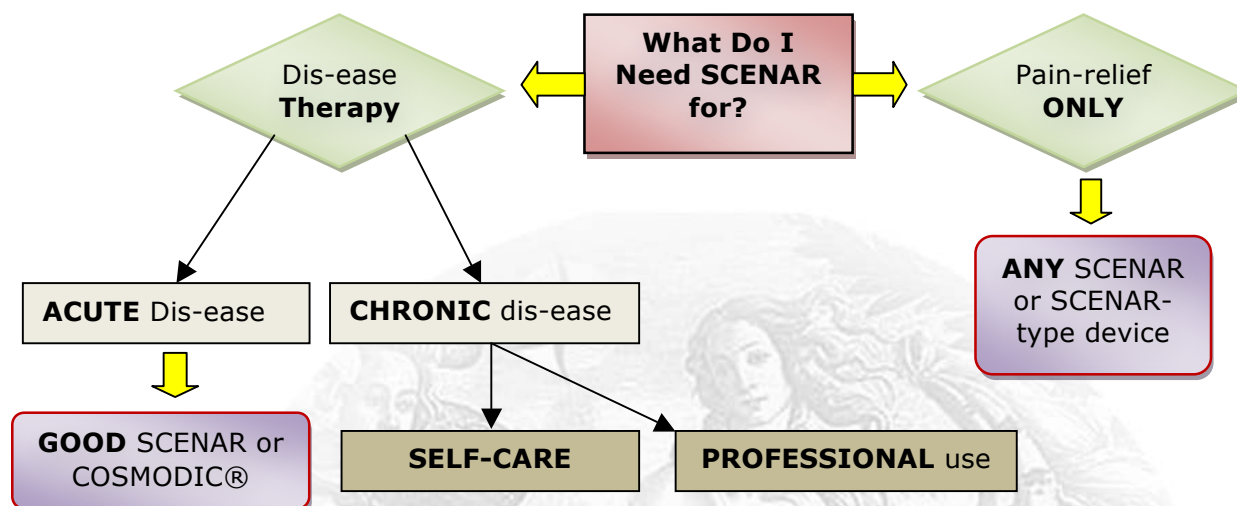 What Do I
Need SCENAR
for?
Dis-ease
Therapy
Pain-relief
ONLY
ANY SCENAR
or SCENAR-
type device
ACUTE Dis-ease
CHRONIC dis-ease
GOOD SCENAR or
COSMODIC®
SELF-CARE
PROFESSIONAL use